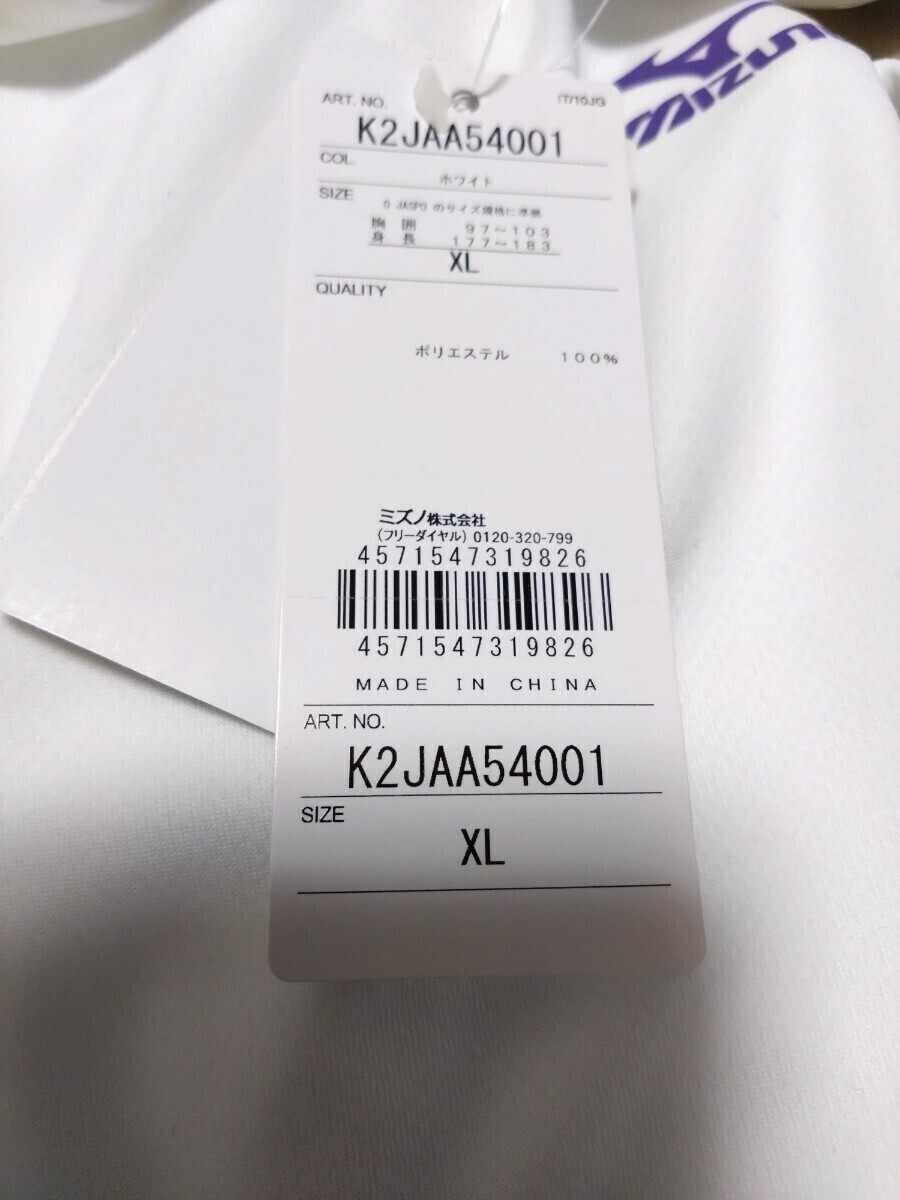 Mizun
ART. NO. IT/10JG
K2JAA54001
COL.
ホワイト
SIZE
O JASPO のサイズ規格に準拠
胸囲 97〜103
身長 177〜183
XL
QUALITY
ポリエステル 100%
ミズノ株式会社
(フリーダイヤル) 0120-320-799
4571547319826
4571547319826
MADE IN CHINA
ART. NO.
K2JAA54001
SIZE
XL